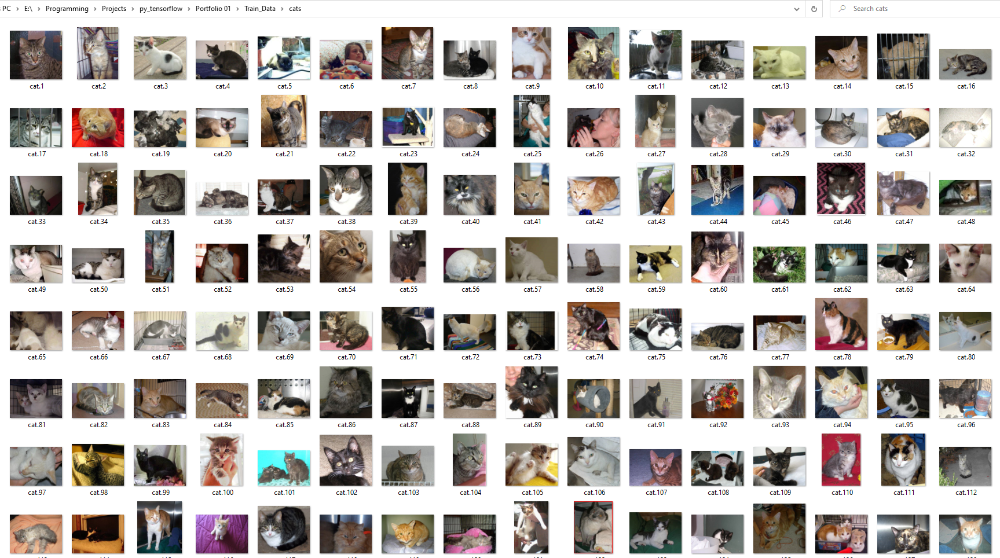 PC > E:\ > Programming > Projects > py_tensorflow > Portfolio 01 > Train_Data > cats Search cats
cat.1 cat.2 cat.3 cat.4 cat.5 cat.6 cat.7 cat.8 cat.9 cat.10 cat.11 cat.12 cat.13 cat.14 cat.15 cat.16
cat.17 cat.18 cat.19 cat.20 cat.21 cat.22 cat.23 cat.24 cat.25 cat.26 cat.27 cat.28 cat.29 cat.30 cat.31 cat.32
cat.33 cat.34 cat.35 cat.36 cat.37 cat.38 cat.39 cat.40 cat.41 cat.42 cat.43 cat.44 cat.45 cat.46 cat.47 cat.48
cat.49 cat.50 cat.51 cat.52 cat.53 cat.54 cat.55 cat.56 cat.57 cat.58 cat.59 cat.60 cat.61 cat.62 cat.63 cat.64
cat.65 cat.66 cat.67 cat.68 cat.69 cat.70 cat.71 cat.72 cat.73 cat.74 cat.75 cat.76 cat.77 cat.78 cat.79 cat.80
cat.81 cat.82 cat.83 cat.84 cat.85 cat.86 cat.87 cat.88 cat.89 cat.90 cat.91 cat.92 cat.93 cat.94 cat.95 cat.96
cat.97 cat.98 cat.99 cat.100 cat.101 cat.102 cat.103 cat.104 cat.105 cat.106 cat.107 cat.108 cat.109 cat.110 cat.111 cat.112